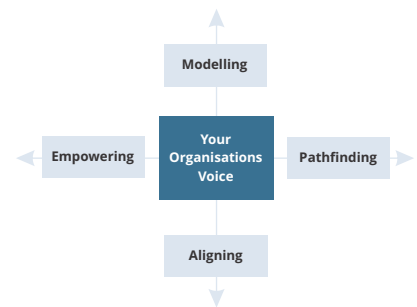 Modelling
Empowering
Your
Organisations
Voice
Pathfinding
Aligning